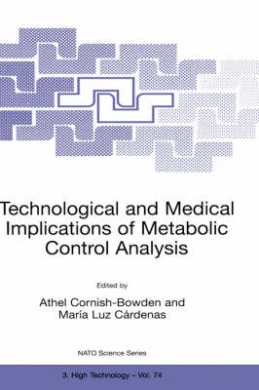 Technological and Medical
Implications of Metabolic
Control Analysis
Edited by
Athel Cornish-Bowden and
María Luz Cárdenas
NATO Science Series
3. High Technology – Vol. 74